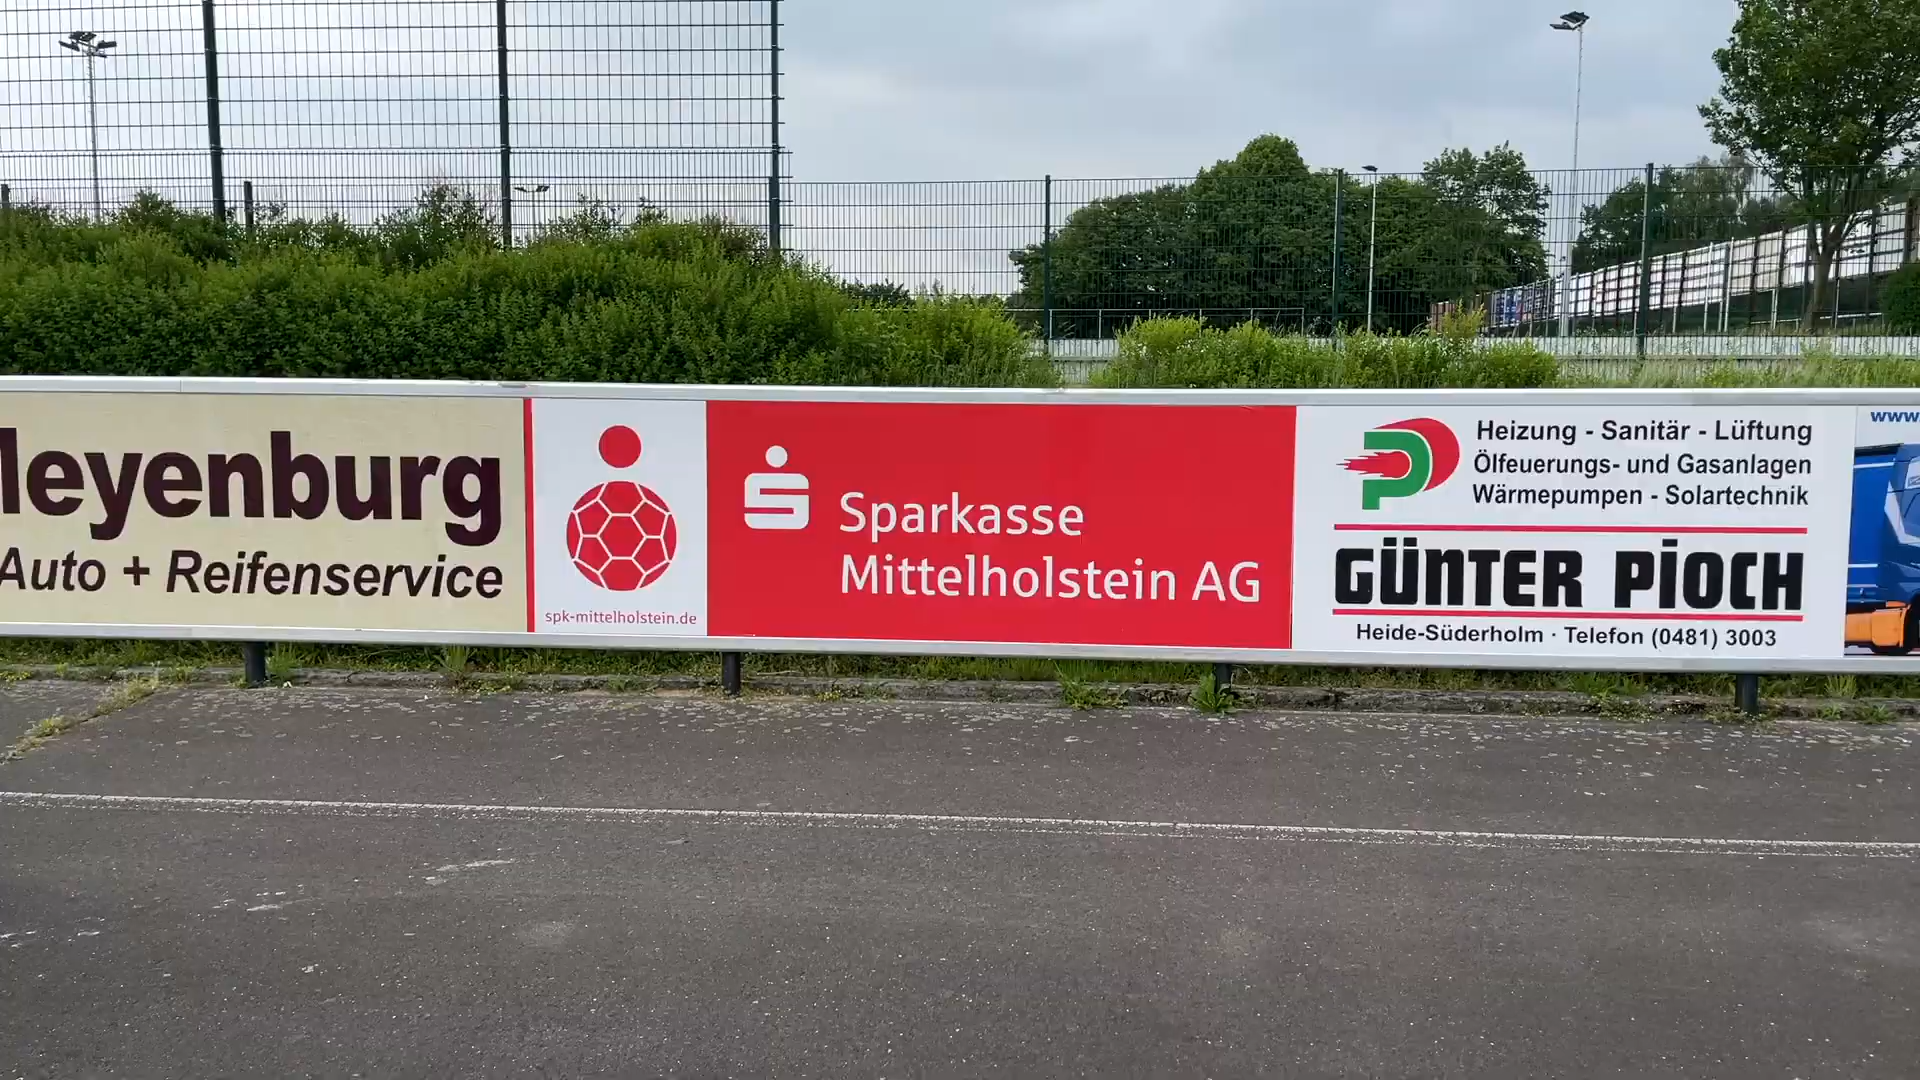 leyenburg
Auto + Reifenservice
spk-mittelholstein.de
Sparkasse
Mittelholstein AG
Heizung - Sanitär - Lüftung
Ölfeuerungs- und Gasanlagen
Wärmepumpen - Solartechnik
GÜNTER PIOCH
Heide-Süderholm · Telefon (0481) 3003
www.